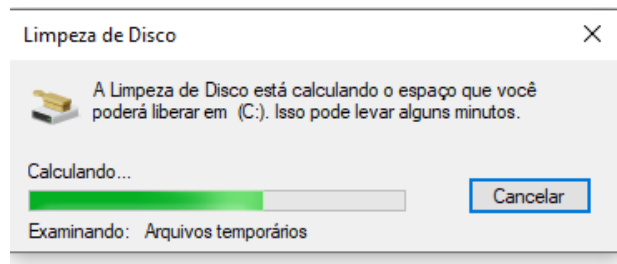 Limpeza de Disco
A Limpeza de Disco está calculando o espaço que você
poderá liberar em  (C:). Isso pode levar alguns minutos.
Calculando...
Cancelar
Examinando:   Arquivos temporários